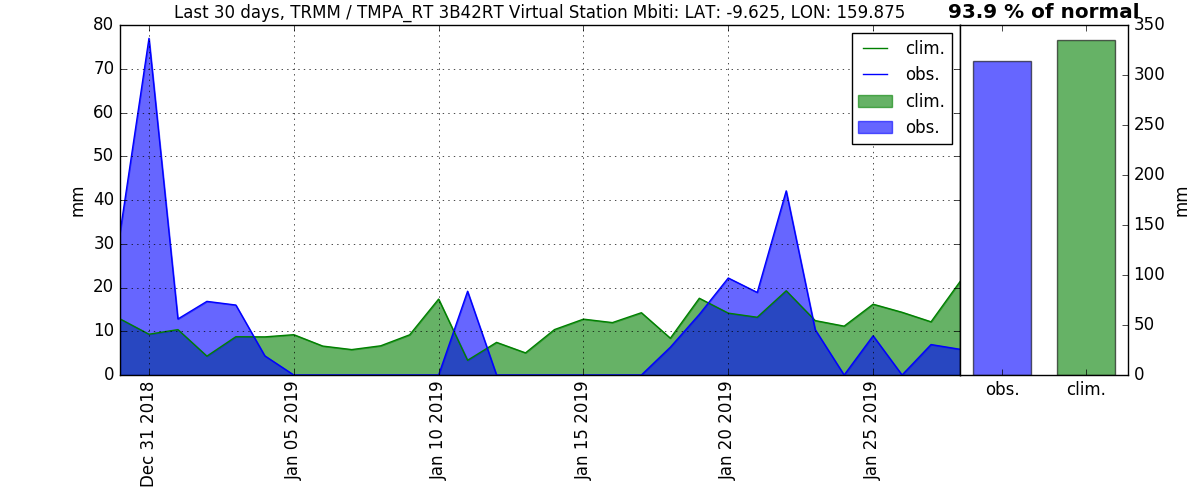 Last 30 days, TRMM / TMPA_RT 3B42RT Virtual Station Mbiti: LAT: -9.625, LON: 159.875
93.9 % of normal
80
70
60
50
40
30
20
10
0
mm
clim.
obs.
clim.
obs.
Dec 31 2018
Jan 05 2019
Jan 10 2019
Jan 15 2019
Jan 20 2019
Jan 25 2019
350
300
250
200
150
100
50
0
mm
obs.
clim.